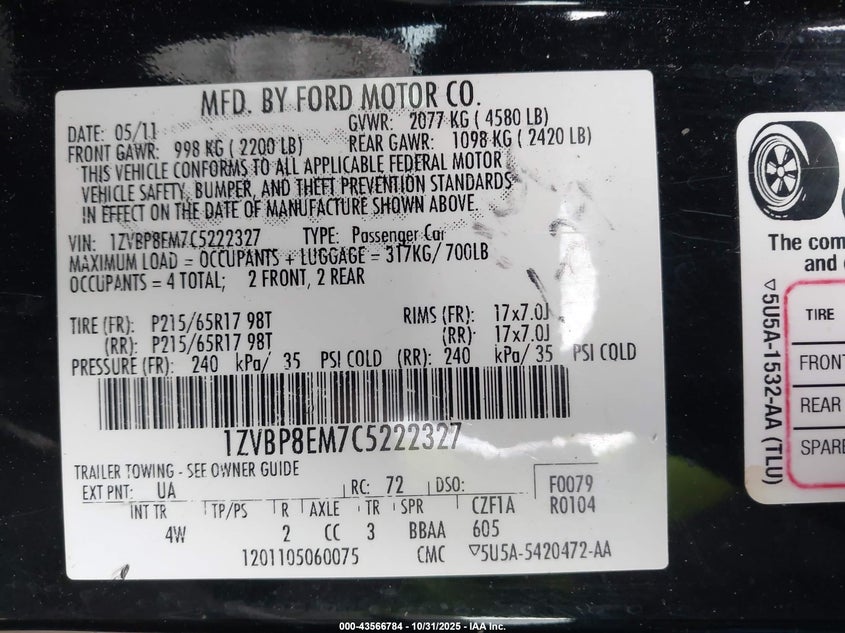 MFD. BY FORD MOTOR CO.
DATE: 05/11 GVWR: 2077 KG ( 4580 LB)
FRONT GAWR: 998 KG ( 2200 LB) REAR GAWR: 1098 KG ( 2420 LB)
THIS VEHICLE CONFORMS TO ALL APPLICABLE FEDERAL MOTOR
VEHICLE SAFETY, BUMPER, AND THEFT PREVENTION STANDARDS
IN EFFECT ON THE DATE OF MANUFACTURE SHOWN ABOVE.
VIN: 1ZVBP8EM7C5222327 TYPE: Passenger Car
MAXIMUM LOAD = OCCUPANTS + LUGGAGE = 317KG/ 700LB
OCCUPANTS = 4 TOTAL; 2 FRONT, 2 REAR
TIRE (FR): P215/65R17 98T RIMS (FR): 17x7.0J
(RR): P215/65R17 98T (RR): 17x7.0J
PRESSURE (FR): 240 kPa/ 35 PSI COLD (RR): 240 kPa/ 35 PSI COLD
1ZVBP8EM7C5222327
TRAILER TOWING - SEE OWNER GUIDE
EXT PNT: UA RC: 72 DSO: F0079
INT TR TP/PS R AXLE TR SPR CZF1A R0104
4W 2 CC 3 BBAA 605
1201105060075 CMC ▽5U5A-5420472-AA
The com
and
▽5U5A-1532-AA (TLU)
TIRE
FRONT
REAR
SPARE
000-43566784 - 10/31/2025 - IAA Inc.